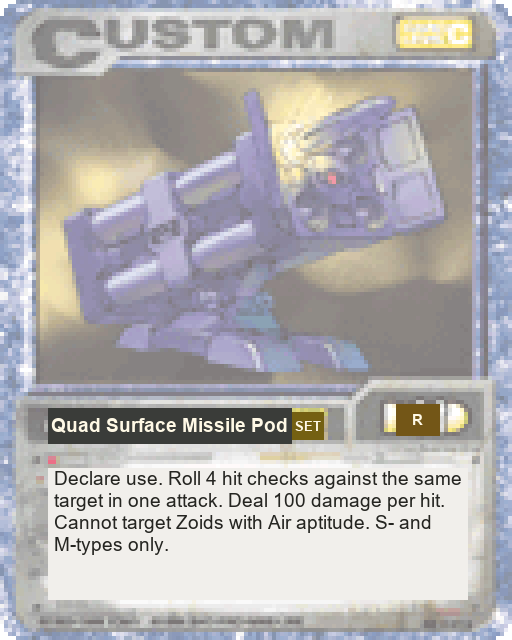 CUSTOM
C
Quad Surface Missile Pod SET
R
Declare use. Roll 4 hit checks against the same
target in one attack. Deal 100 damage per hit.
Cannot target Zoids with Air aptitude. S- and
M-types only.